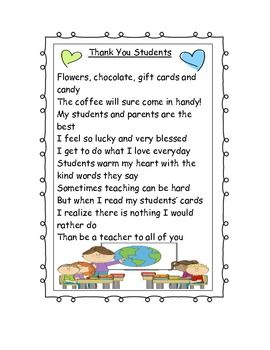 Thank You Students
Flowers, chocolate, gift cards and
candy
The coffee will sure come in handy!
My students and parents are the
best
I feel so lucky and very blessed
I get to do what I love everyday
Students warm my heart with the
kind words they say
Sometimes teaching can be hard
But when I read my students’ cards
I realize there is nothing I would
rather do
Than be a teacher to all of you